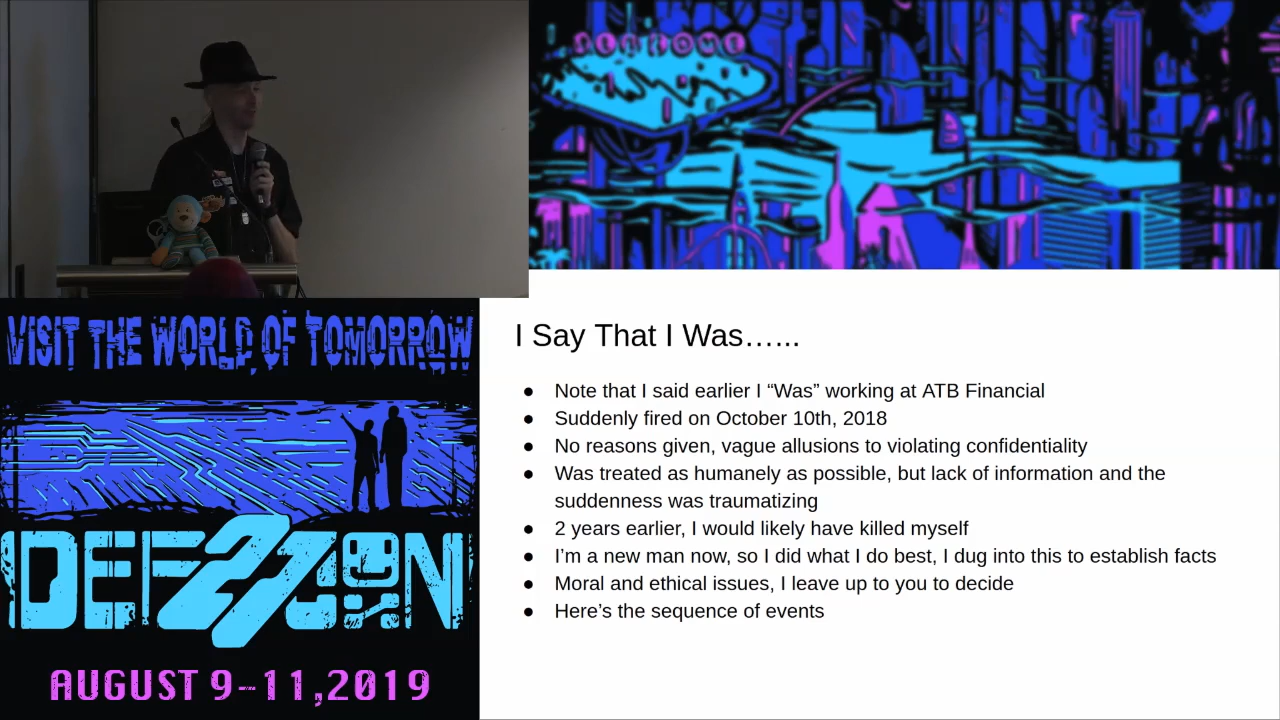 WELCOME
VISIT THE WORLD OF TOMORROW
DEF CON
27
AUGUST 9-11,2019
I Say That I Was…...
● Note that I said earlier I “Was” working at ATB Financial
● Suddenly fired on October 10th, 2018
● No reasons given, vague allusions to violating confidentiality
● Was treated as humanely as possible, but lack of information and the
suddenness was traumatizing
● 2 years earlier, I would likely have killed myself
● I’m a new man now, so I did what I do best, I dug into this to establish facts
● Moral and ethical issues, I leave up to you to decide
● Here’s the sequence of events